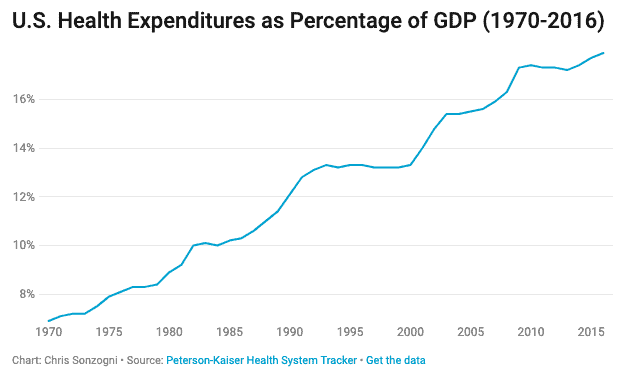 U.S. Health Expenditures as Percentage of GDP (1970-2016)
16%
14%
12%
10%
8%
1970 1975 1980 1985 1990 1995 2000 2005 2010 2015
Chart: Chris Sonzogni • Source: Peterson-Kaiser Health System Tracker • Get the data